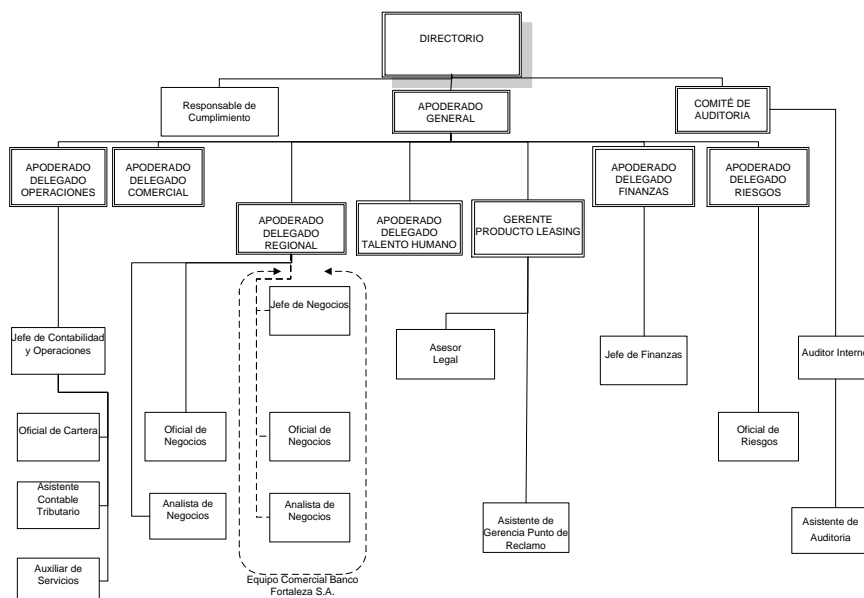 DIRECTORIO
Responsable de
Cumplimiento
APODERADO
GENERAL
COMITÉ DE
AUDITORIA
APODERADO
DELEGADO
OPERACIONES
APODERADO
DELEGADO
COMERCIAL
APODERADO
DELEGADO
FINANZAS
APODERADO
DELEGADO
RIESGOS
APODERADO
DELEGADO
REGIONAL
APODERADO
DELEGADO
TALENTO HUMANO
GERENTE
PRODUCTO LEASING
Jefe de Negocios
Jefe de Contabilidad
y Operaciones
Asesor
Legal
Jefe de Finanzas
Auditor Interno
Oficial de Cartera
Oficial de
Negocios
Oficial de
Negocios
Oficial de
Riesgos
Asistente
Contable
Tributario
Analista de
Negocios
Analista de
Negocios
Asistente de
Gerencia Punto de
Reclamo
Asistente de
Auditoria
Auxiliar de
Servicios
Equipo Comercial Banco
Fortaleza S.A.